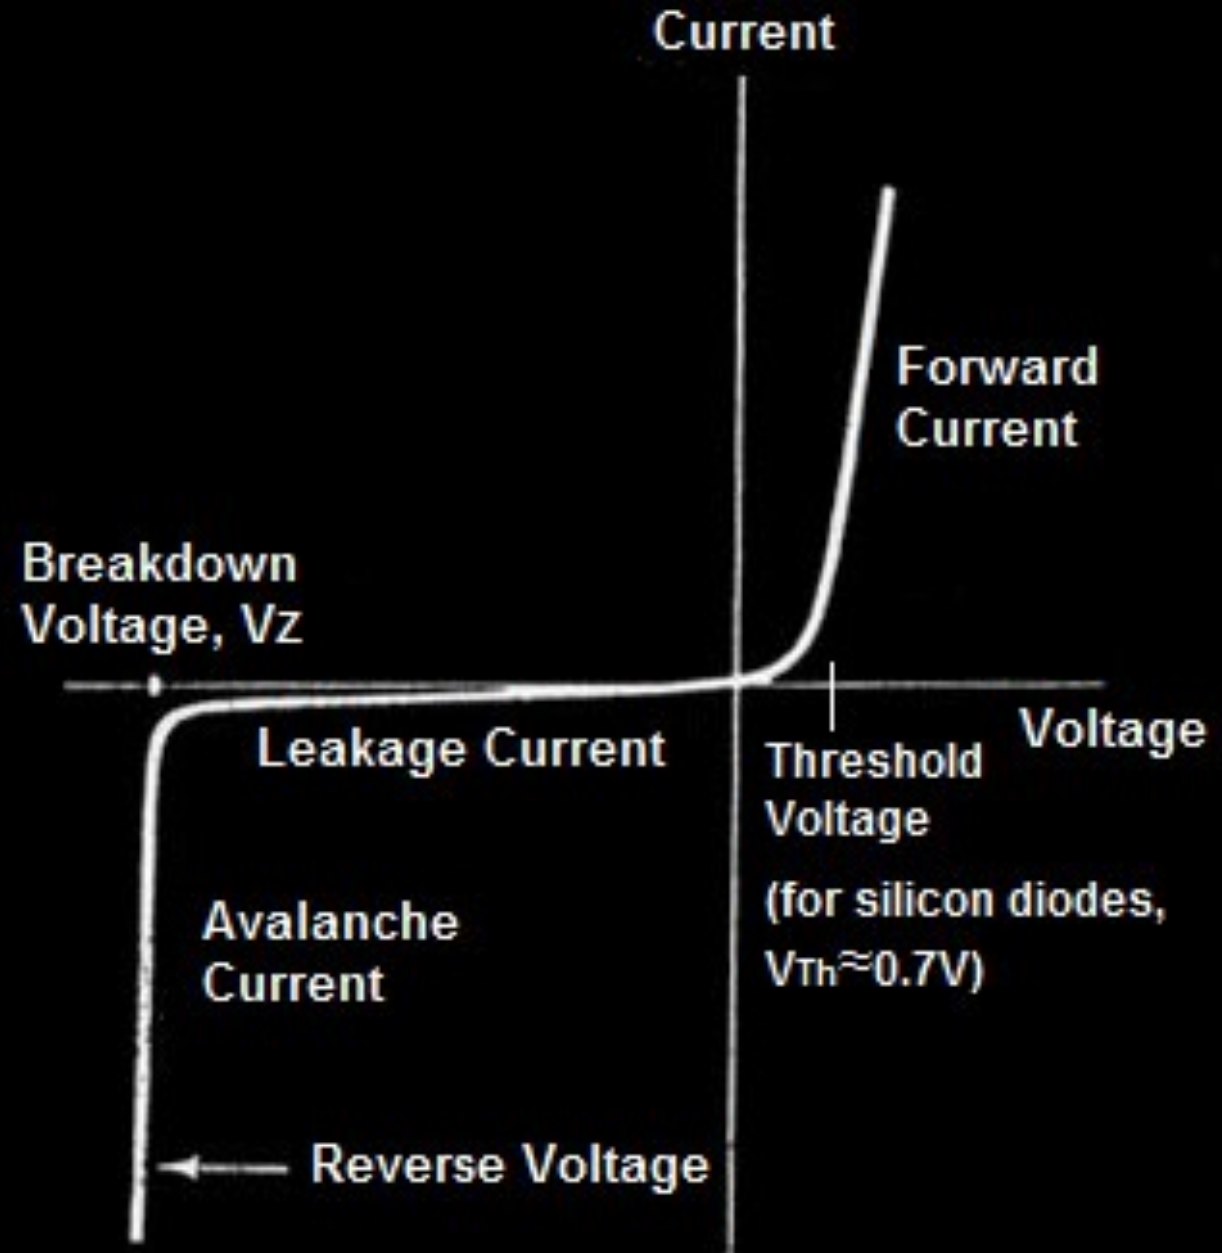 Current
Forward
Current
Breakdown
Voltage, Vz
Leakage Current
Voltage
Threshold
Voltage
(for silicon diodes,
VTh≈0.7V)
Avalanche
Current
Reverse Voltage